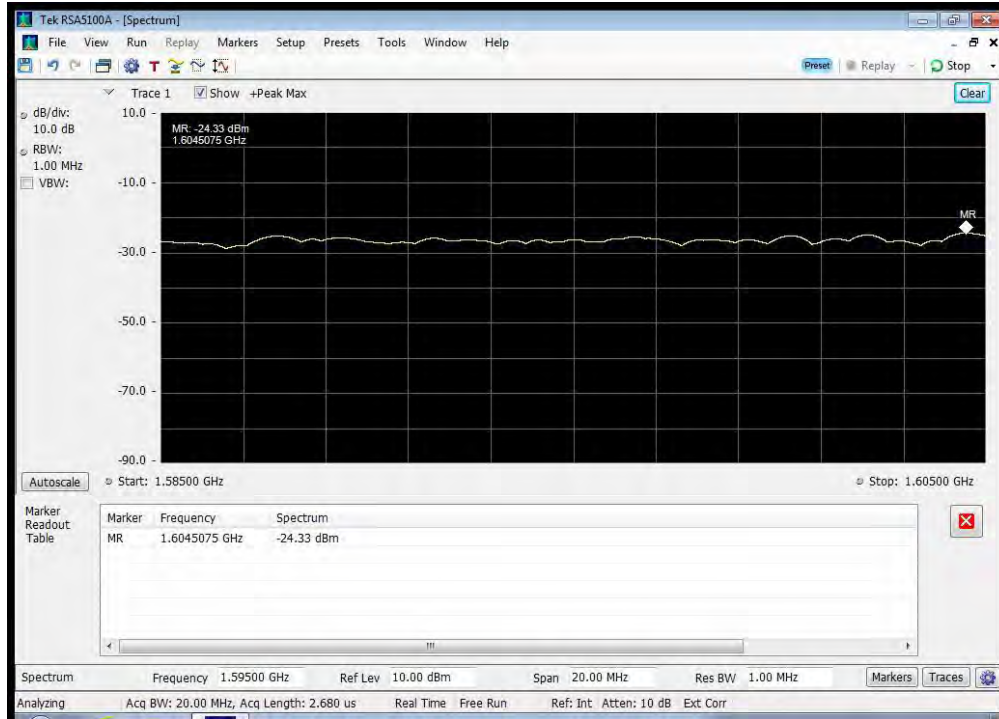 Tek RSA5100A - [Spectrum]
File View Run Replay Markers Setup Presets Tools Window Help
T
Preset Replay Stop
Trace 1 Show +Peak Max Clear
dB/div:
10.0 dB
RBW:
1.00 MHz
VBW:
10.0
MR: -24.33 dBm
1.6045075 GHz
-10.0
MR
-30.0
-50.0
-70.0
-90.0
Autoscale Start: 1.58500 GHz Stop: 1.60500 GHz
Marker
Readout
Table
Marker Frequency Spectrum
MR 1.6045075 GHz -24.33 dBm
Spectrum Frequency 1.59500 GHz Ref Lev 10.00 dBm Span 20.00 MHz Res BW 1.00 MHz Markers Traces
Analyzing Acq BW: 20.00 MHz, Acq Length: 2.680 us Real Time Free Run Ref: Int Atten: 10 dB Ext Corr